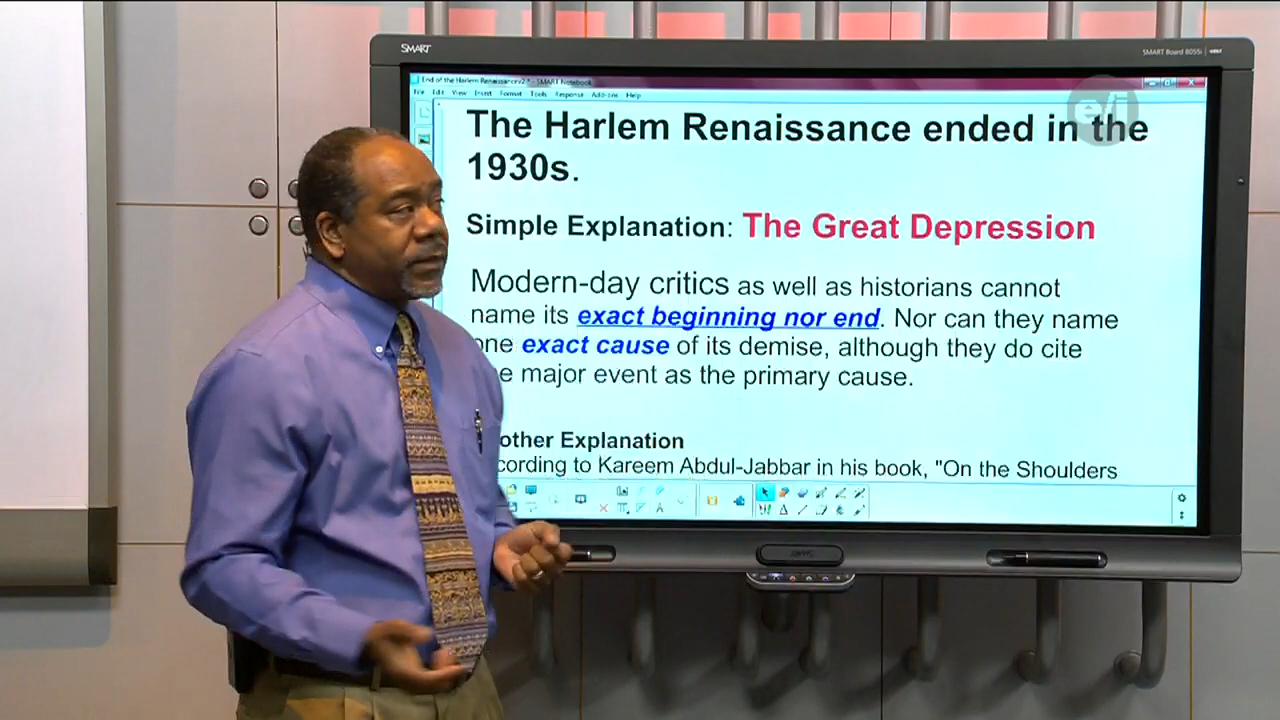 SMART
SMART Board 8055i
End of the Harlem Renaissancev2 * - SMART Notebook
File Edit View Insert Format Tools Response Add-ons Help
e/i
The Harlem Renaissance ended in the
1930s.
Simple Explanation: The Great Depression
Modern-day critics as well as historians cannot
name its exact beginning nor end. Nor can they name
one exact cause of its demise, although they do cite
major event as the primary cause.
other Explanation
cording to Kareem Abdul-Jabbar in his book, "On the Shoulders